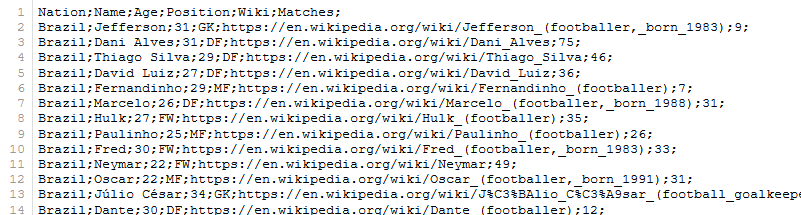 1 Nation;Name;Age;Position;Wiki;Matches;
2 Brazil;Jefferson;31;GK;https://en.wikipedia.org/wiki/Jefferson_(footballer,_born_1983);9;
3 Brazil;Dani Alves;31;DF;https://en.wikipedia.org/wiki/Dani_Alves;75;
4 Brazil;Thiago Silva;29;DF;https://en.wikipedia.org/wiki/Thiago_Silva;46;
5 Brazil;David Luiz;27;DF;https://en.wikipedia.org/wiki/David_Luiz;36;
6 Brazil;Fernandinho;29;MF;https://en.wikipedia.org/wiki/Fernandinho_(footballer);7;
7 Brazil;Marcelo;26;DF;https://en.wikipedia.org/wiki/Marcelo_(footballer,_born_1988);31;
8 Brazil;Hulk;27;FW;https://en.wikipedia.org/wiki/Hulk_(footballer);35;
9 Brazil;Paulinho;25;MF;https://en.wikipedia.org/wiki/Paulinho_(footballer);26;
10 Brazil;Fred;30;FW;https://en.wikipedia.org/wiki/Fred_(footballer,_born_1983);33;
11 Brazil;Neymar;22;FW;https://en.wikipedia.org/wiki/Neymar;49;
12 Brazil;Oscar;22;MF;https://en.wikipedia.org/wiki/Oscar_(footballer,_born_1991);31;
13 Brazil;Júlio César;34;GK;https://en.wikipedia.org/wiki/J%C3%BAlio_C%C3%A9sar_(football_goalkeepe
14 Brazil;Dante;30;DF;https://en.wikipedia.org/wiki/Dante_(footballer);12;